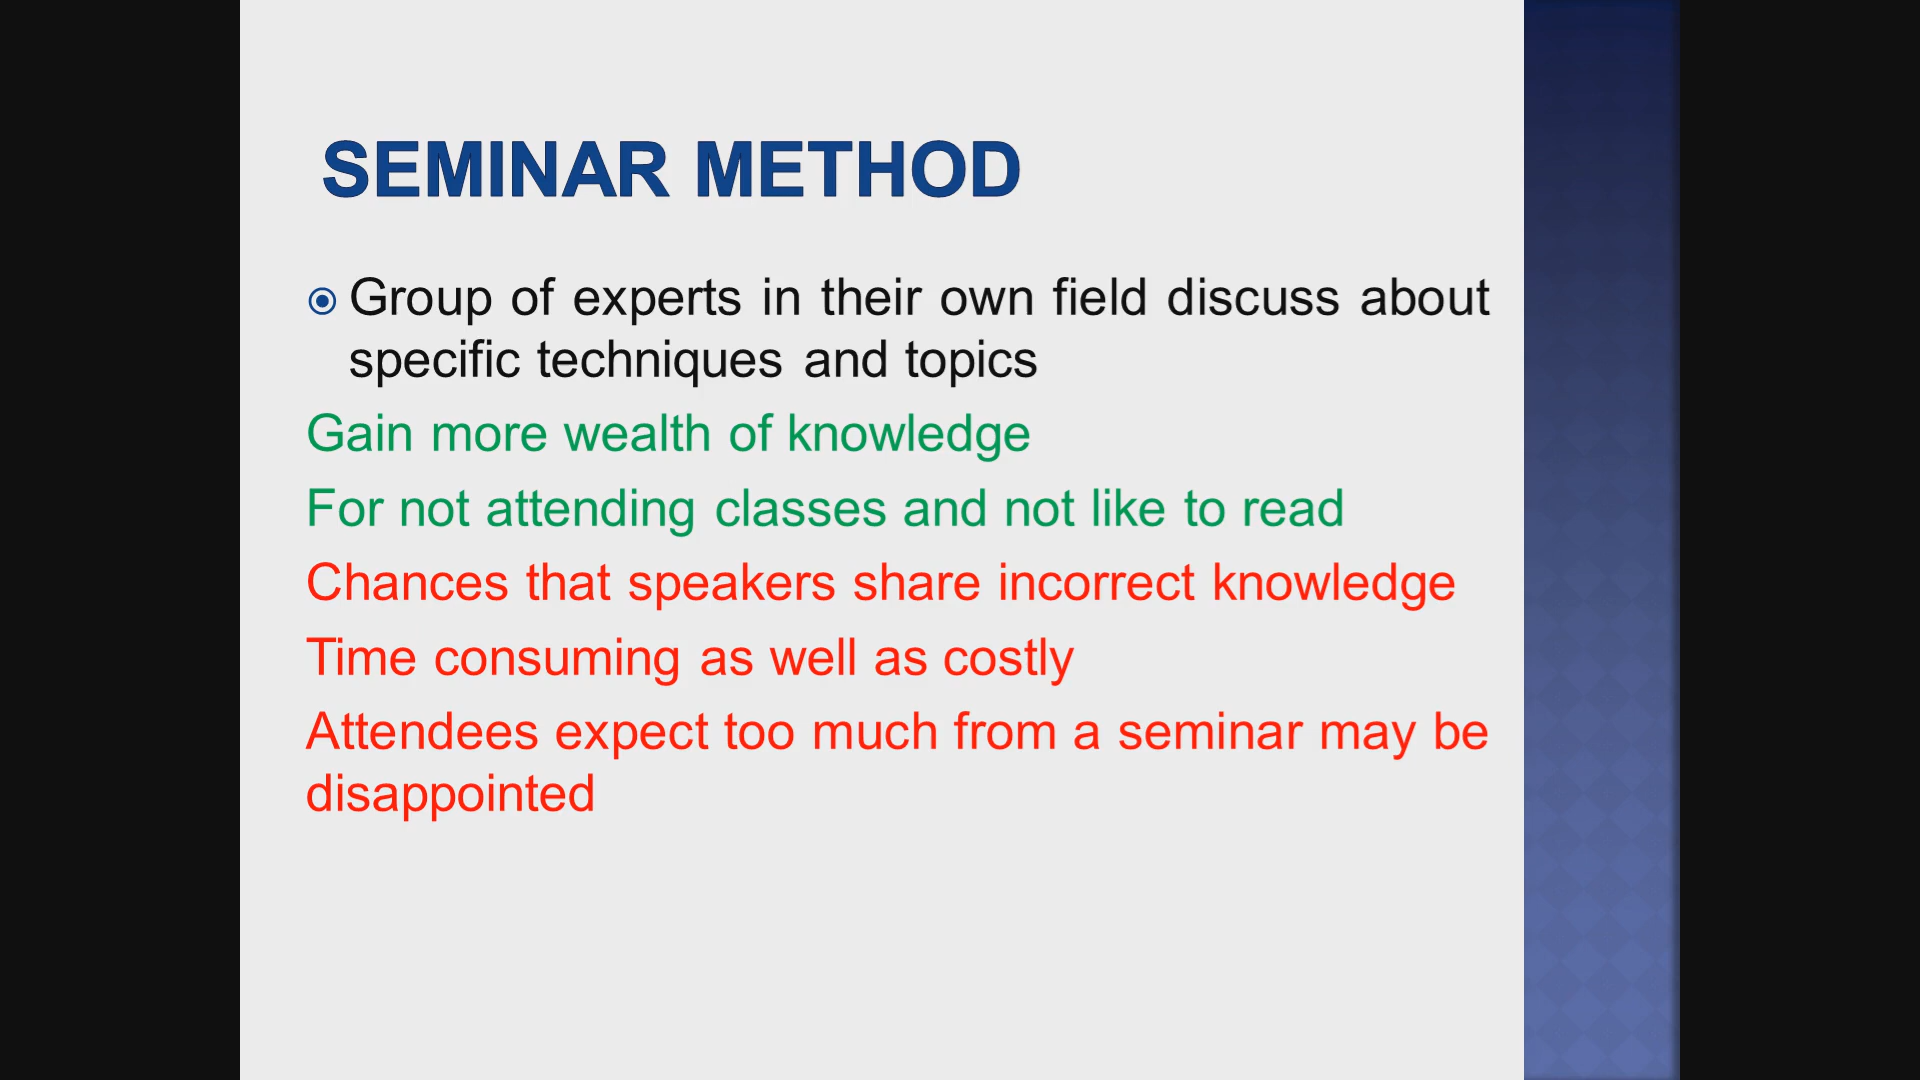 SEMINAR METHOD
Group of experts in their own field discuss about
specific techniques and topics
Gain more wealth of knowledge
For not attending classes and not like to read
Chances that speakers share incorrect knowledge
Time consuming as well as costly
Attendees expect too much from a seminar may be
disappointed